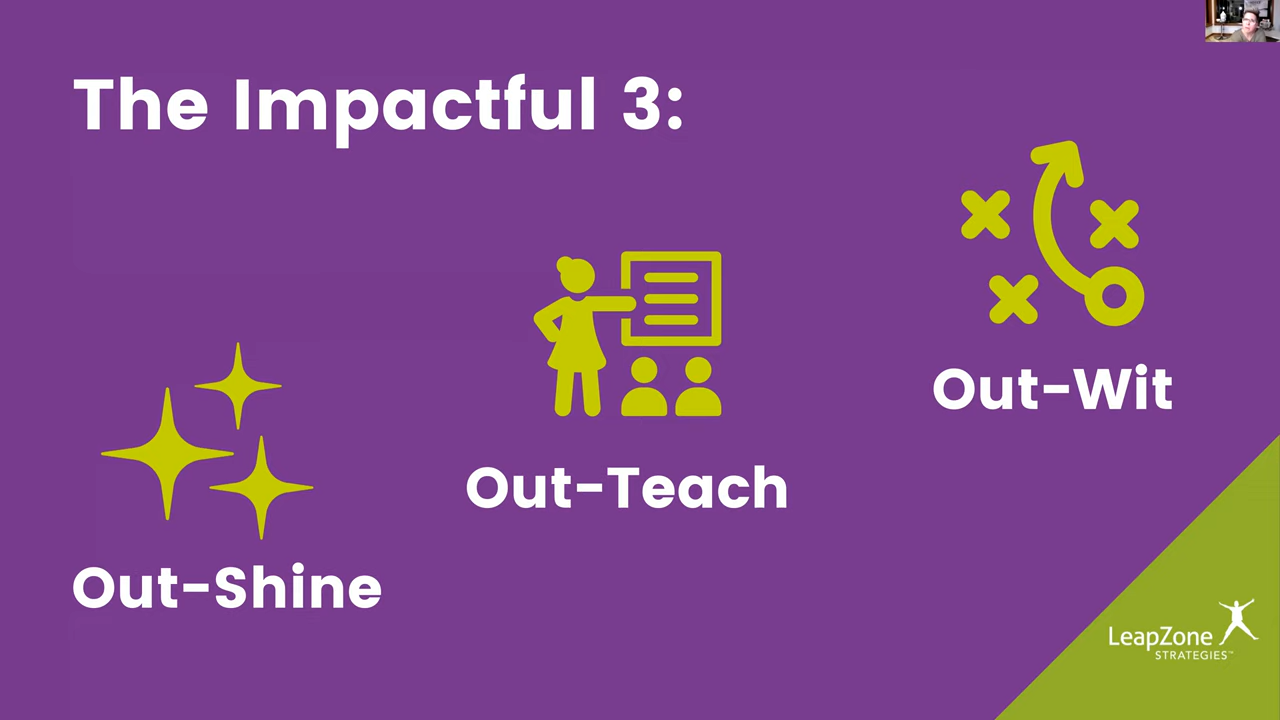 The Impactful 3:
Out-Wit
Out-Teach
Out-Shine
LeapZone
STRATEGIES™